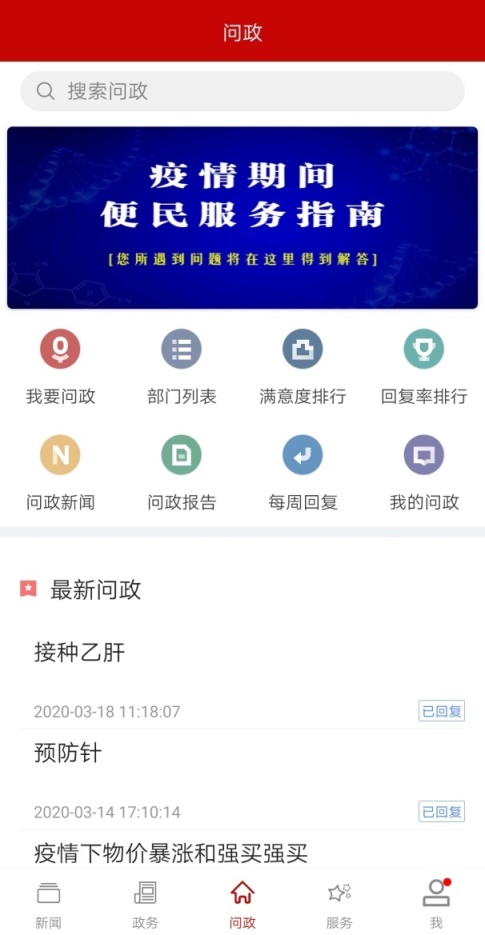 问政
搜索问政
疫情期间
便民服务指南
[您所遇到问题将在这里得到解答]
我要问政 部门列表 满意度排行 回复率排行
N
问政新闻 问政报告 每周回复 我的问政
最新问政
接种乙肝
2020-03-18 11:18:07 已回复
预防针
2020-03-14 17:10:14 已回复
疫情下物价暴涨和强买强买
新闻 政务 问政 服务 我